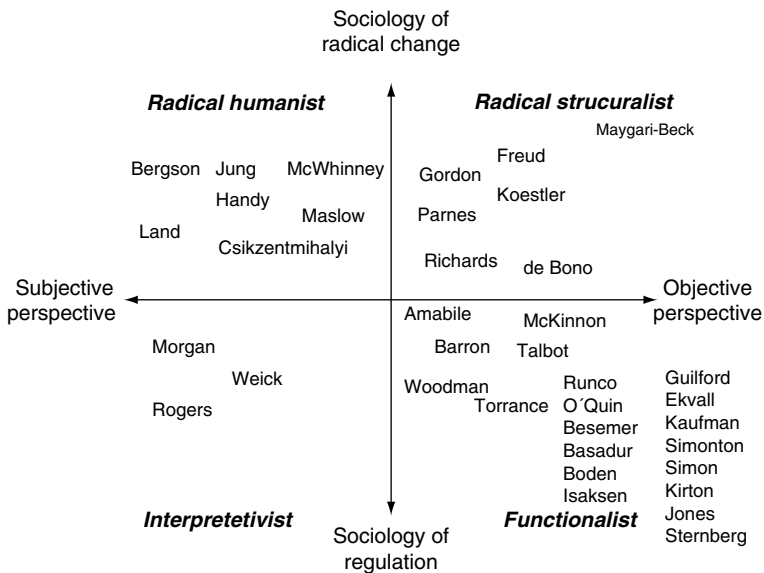 Sociology of
radical change
Radical humanist
Radical strucuralist
Maygari-Beck
Bergson
Jung
McWhinney
Handy
Maslow
Land
Csikzentmihalyi
Freud
Gordon
Koestler
Parnes
Richards
de Bono
Subjective
perspective
Objective
perspective
Morgan
Weick
Rogers
Amabile
McKinnon
Barron
Talbot
Woodman
Torrance
Runco
O´Quin
Besemer
Basadur
Boden
Isaksen
Guilford
Ekvall
Kaufman
Simonton
Simon
Kirton
Jones
Sternberg
Interpretetivist
Functionalist
Sociology of
regulation